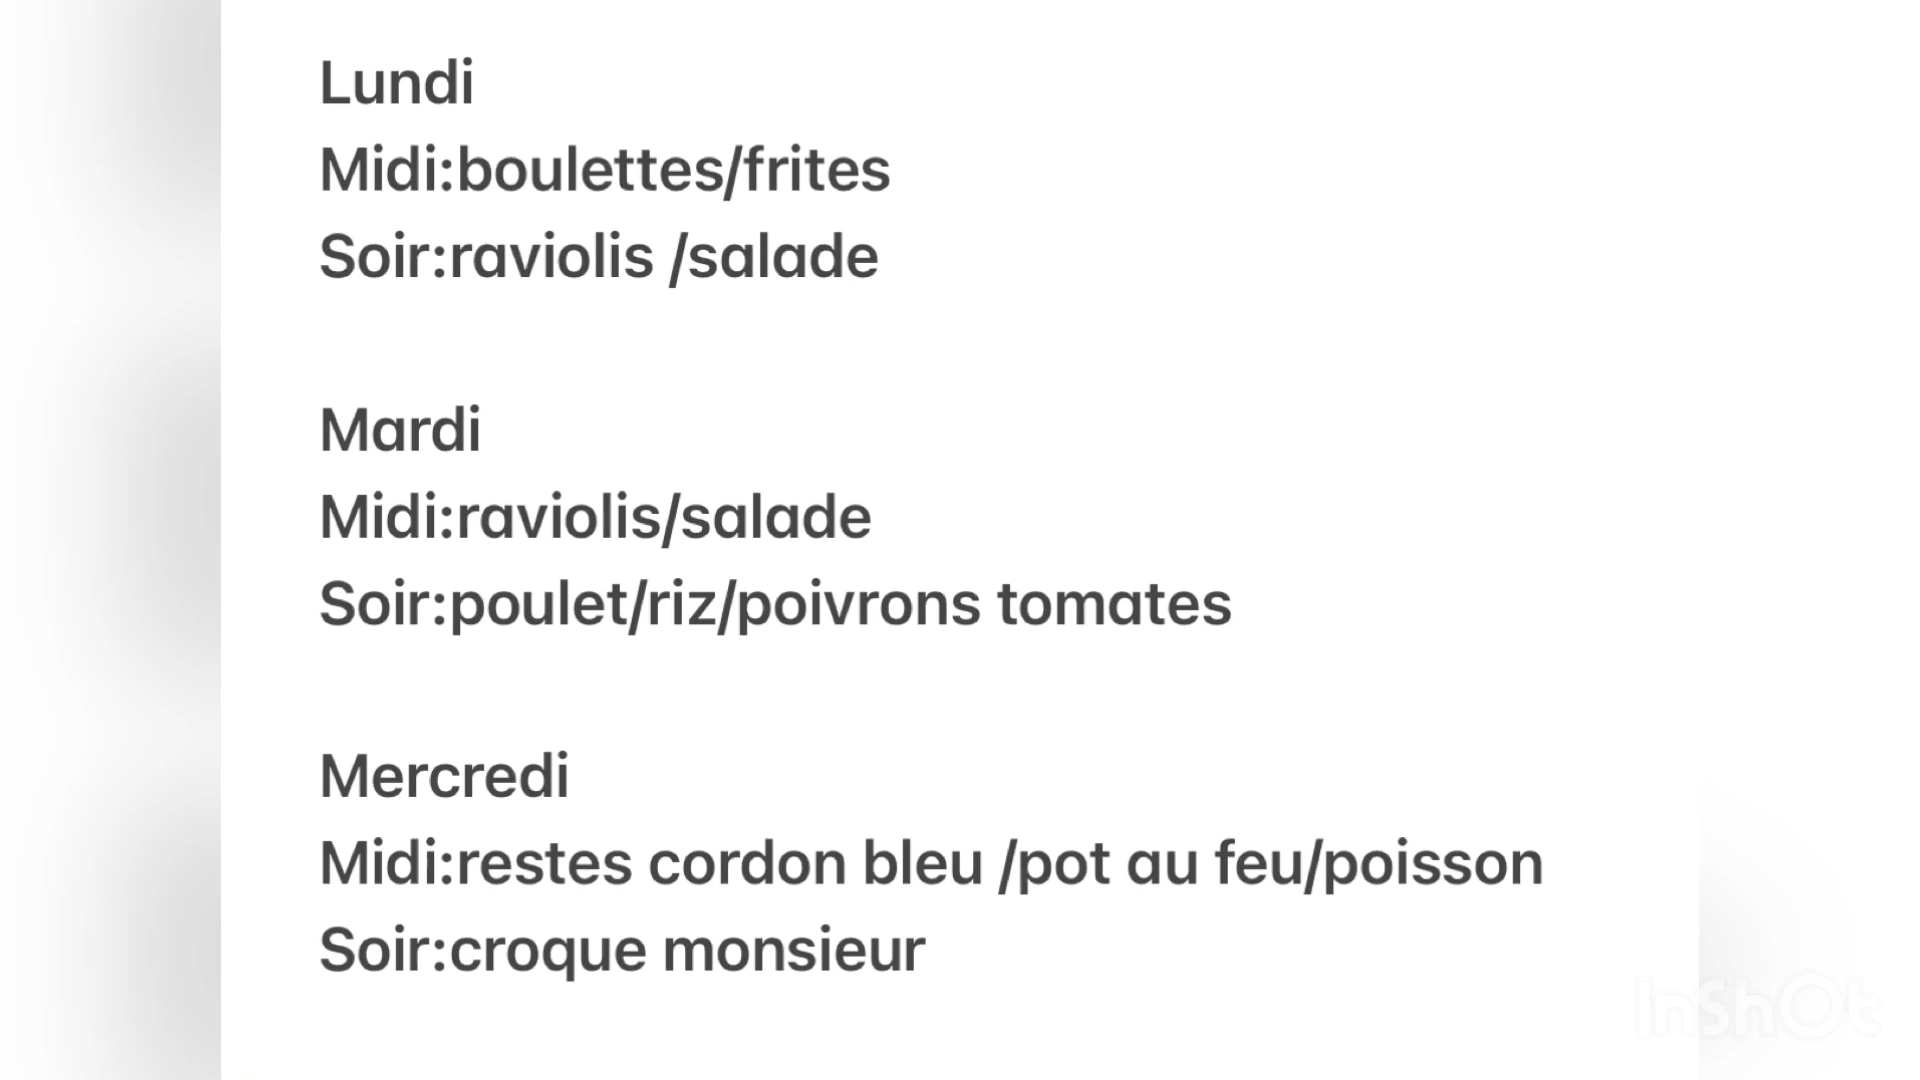 Lundi
Midi:boulettes/frites
Soir:raviolis /salade
Mardi
Midi:raviolis/salade
Soir:poulet/riz/poivrons tomates
Mercredi
Midi:restes cordon bleu /pot au feu/poisson
Soir:croque monsieur
InShOt